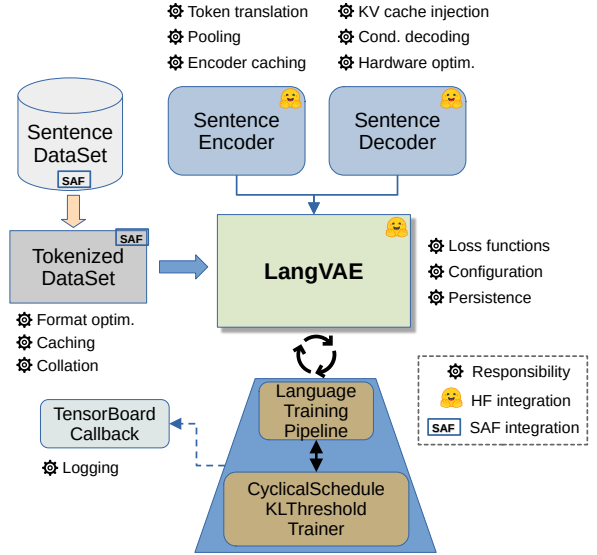 Token translation
Pooling
Encoder caching
KV cache injection
Cond. decoding
Hardware optim.
Sentence
DataSet
SAF
Sentence
Encoder
Sentence
Decoder
SAF
Tokenized
DataSet
LangVAE
Loss functions
Configuration
Persistence
Format optim.
Caching
Collation
Language
Training
Pipeline
TensorBoard
Callback
Logging
CyclicalSchedule
KLThreshold
Trainer
Responsibility
HF integration
SAF SAF integration